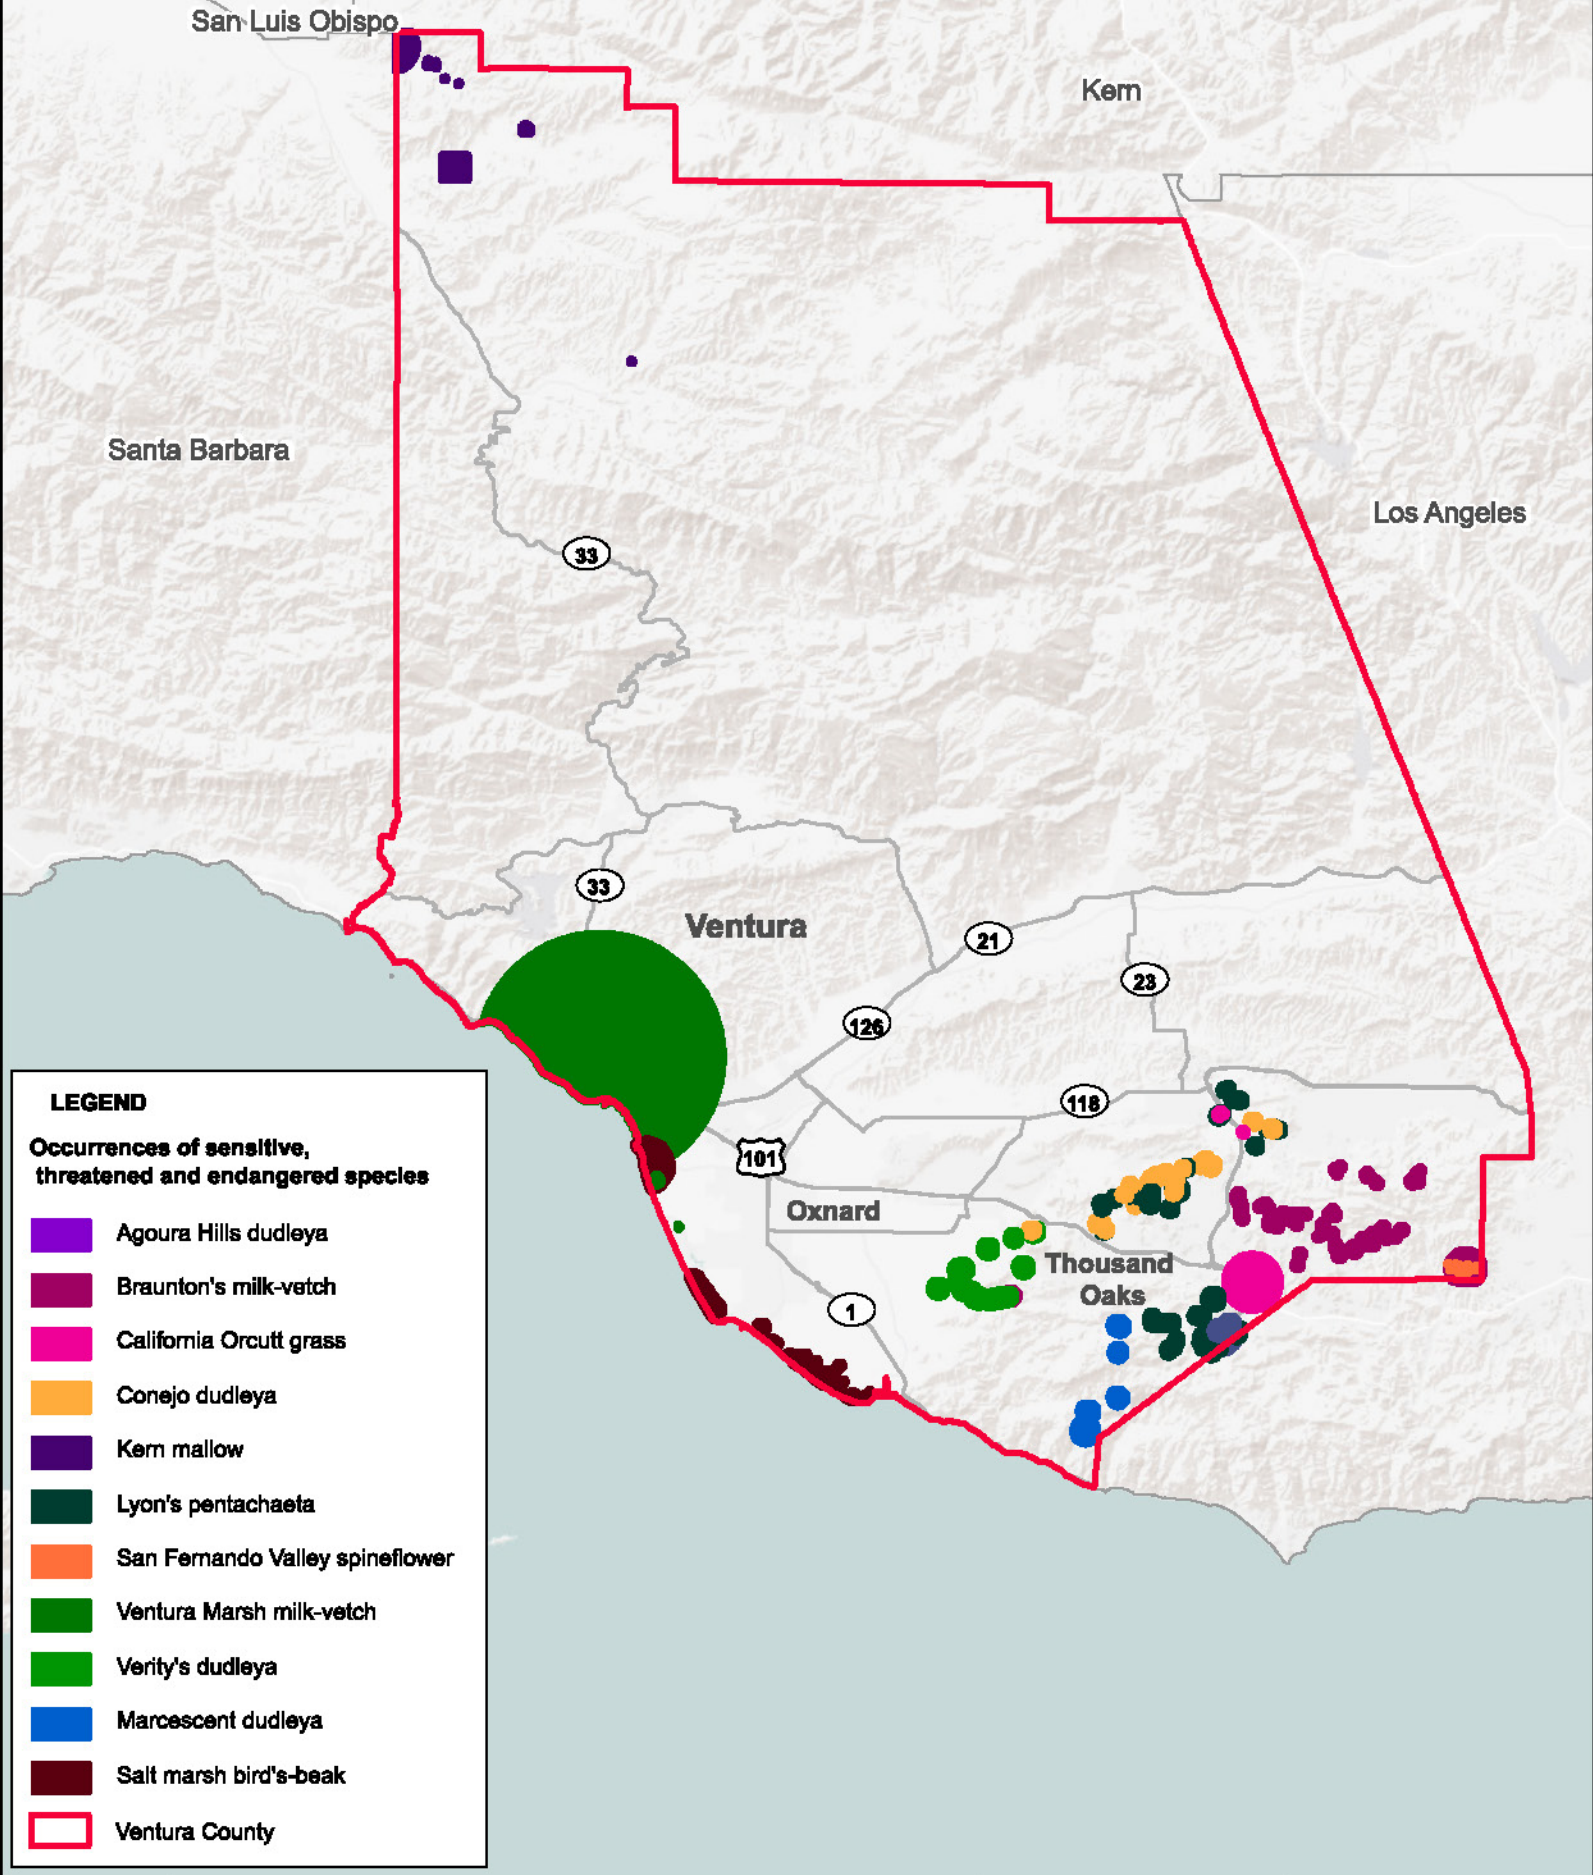 San Luis Obispo
Kern
Santa Barbara
Los Angeles
33
33
Ventura
21
23
126
118
101
Oxnard
Thousand
Oaks
1
LEGEND
Occurrences of sensitive,
threatened and endangered species
Agoura Hills dudleya
Braunton's milk-vetch
California Orcutt grass
Conejo dudleya
Kern mallow
Lyon's pentachaeta
San Fernando Valley spineflower
Ventura Marsh milk-vetch
Verity's dudleya
Marcescent dudleya
Salt marsh bird's-beak
Ventura County